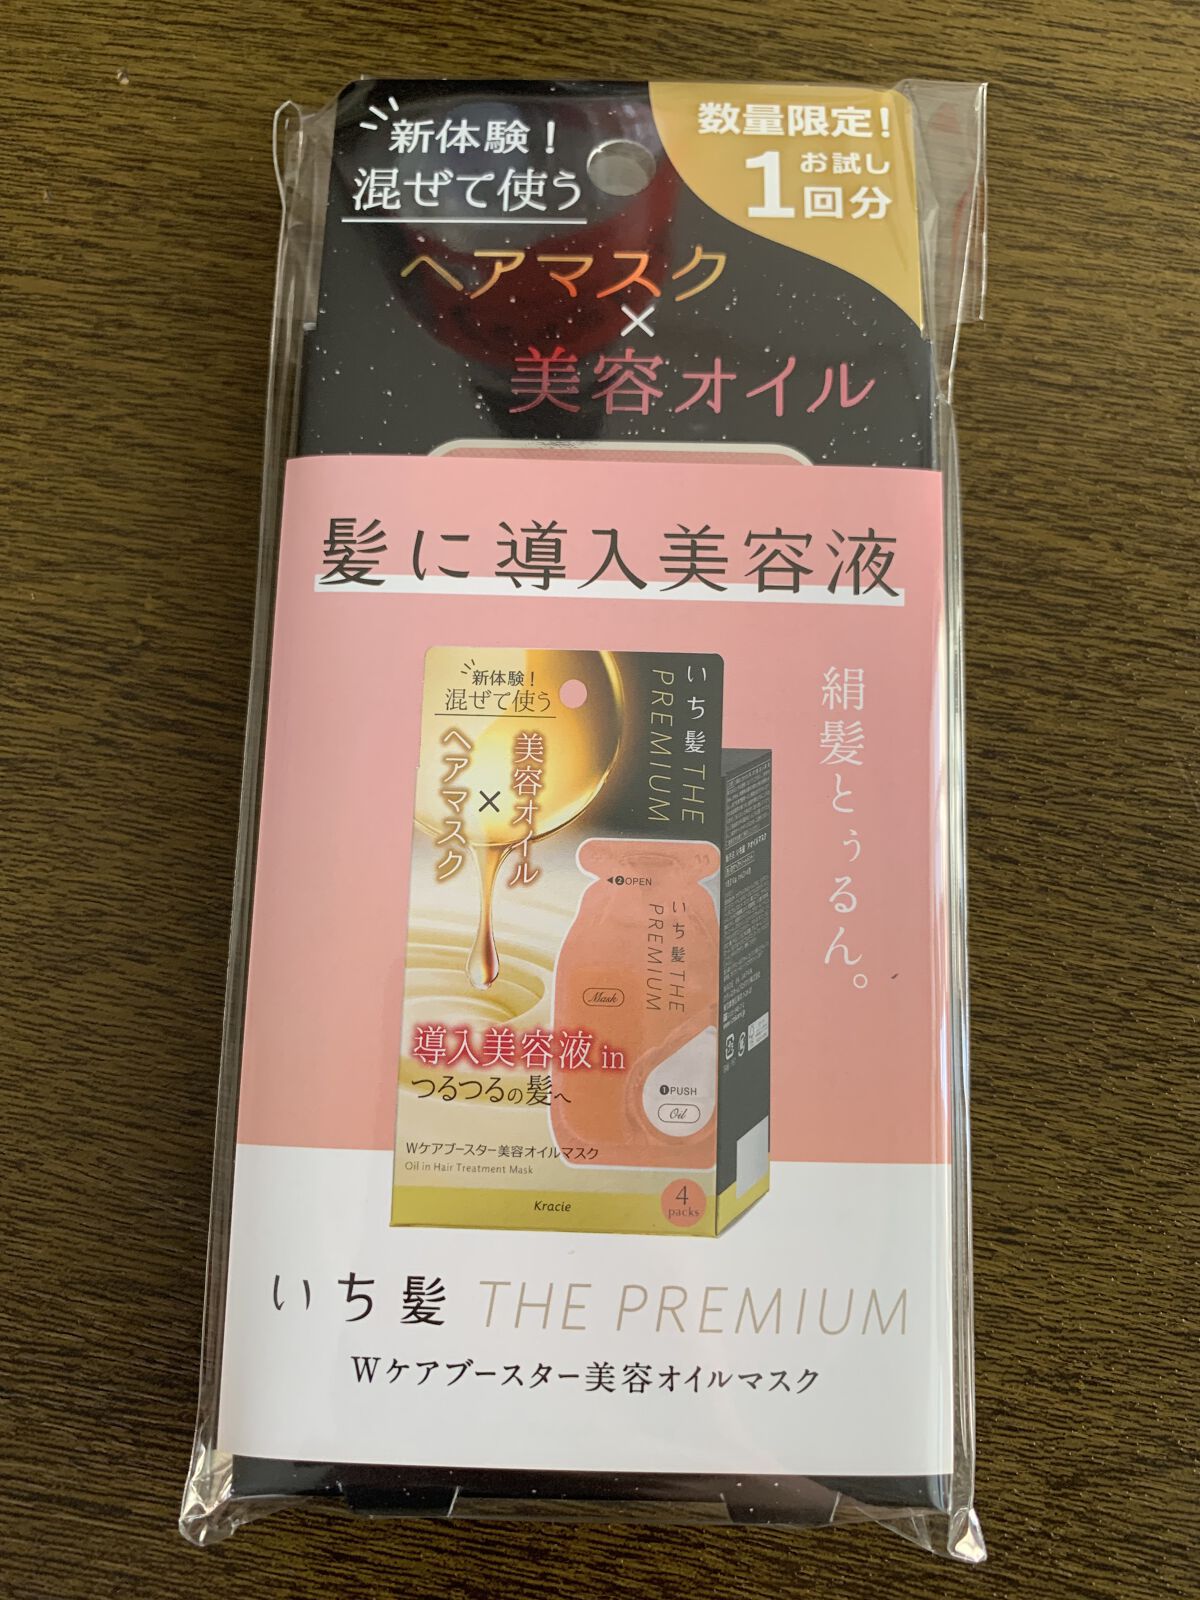 新体験！
混ぜて使う
数量限定！
お試し
1回分
ヘアマスク
×
美容オイル
髪に導入美容液
絹髪とぅるん。
新体験！
混ぜて使う
美容オイル
×
ヘアマスク
いち髪 THE
PREMIUM
◀❷OPEN
いち髪 THE
PREMIUM
Mask
❶PUSH
Oil
導入美容液 in
つるつるの髪へ
Wケアブースター美容オイルマスク
Oil in Hair Treatment Mask
Kracie
4
packs
いち髪 THE PREMIUM
Wケアブースター美容オイルマスク